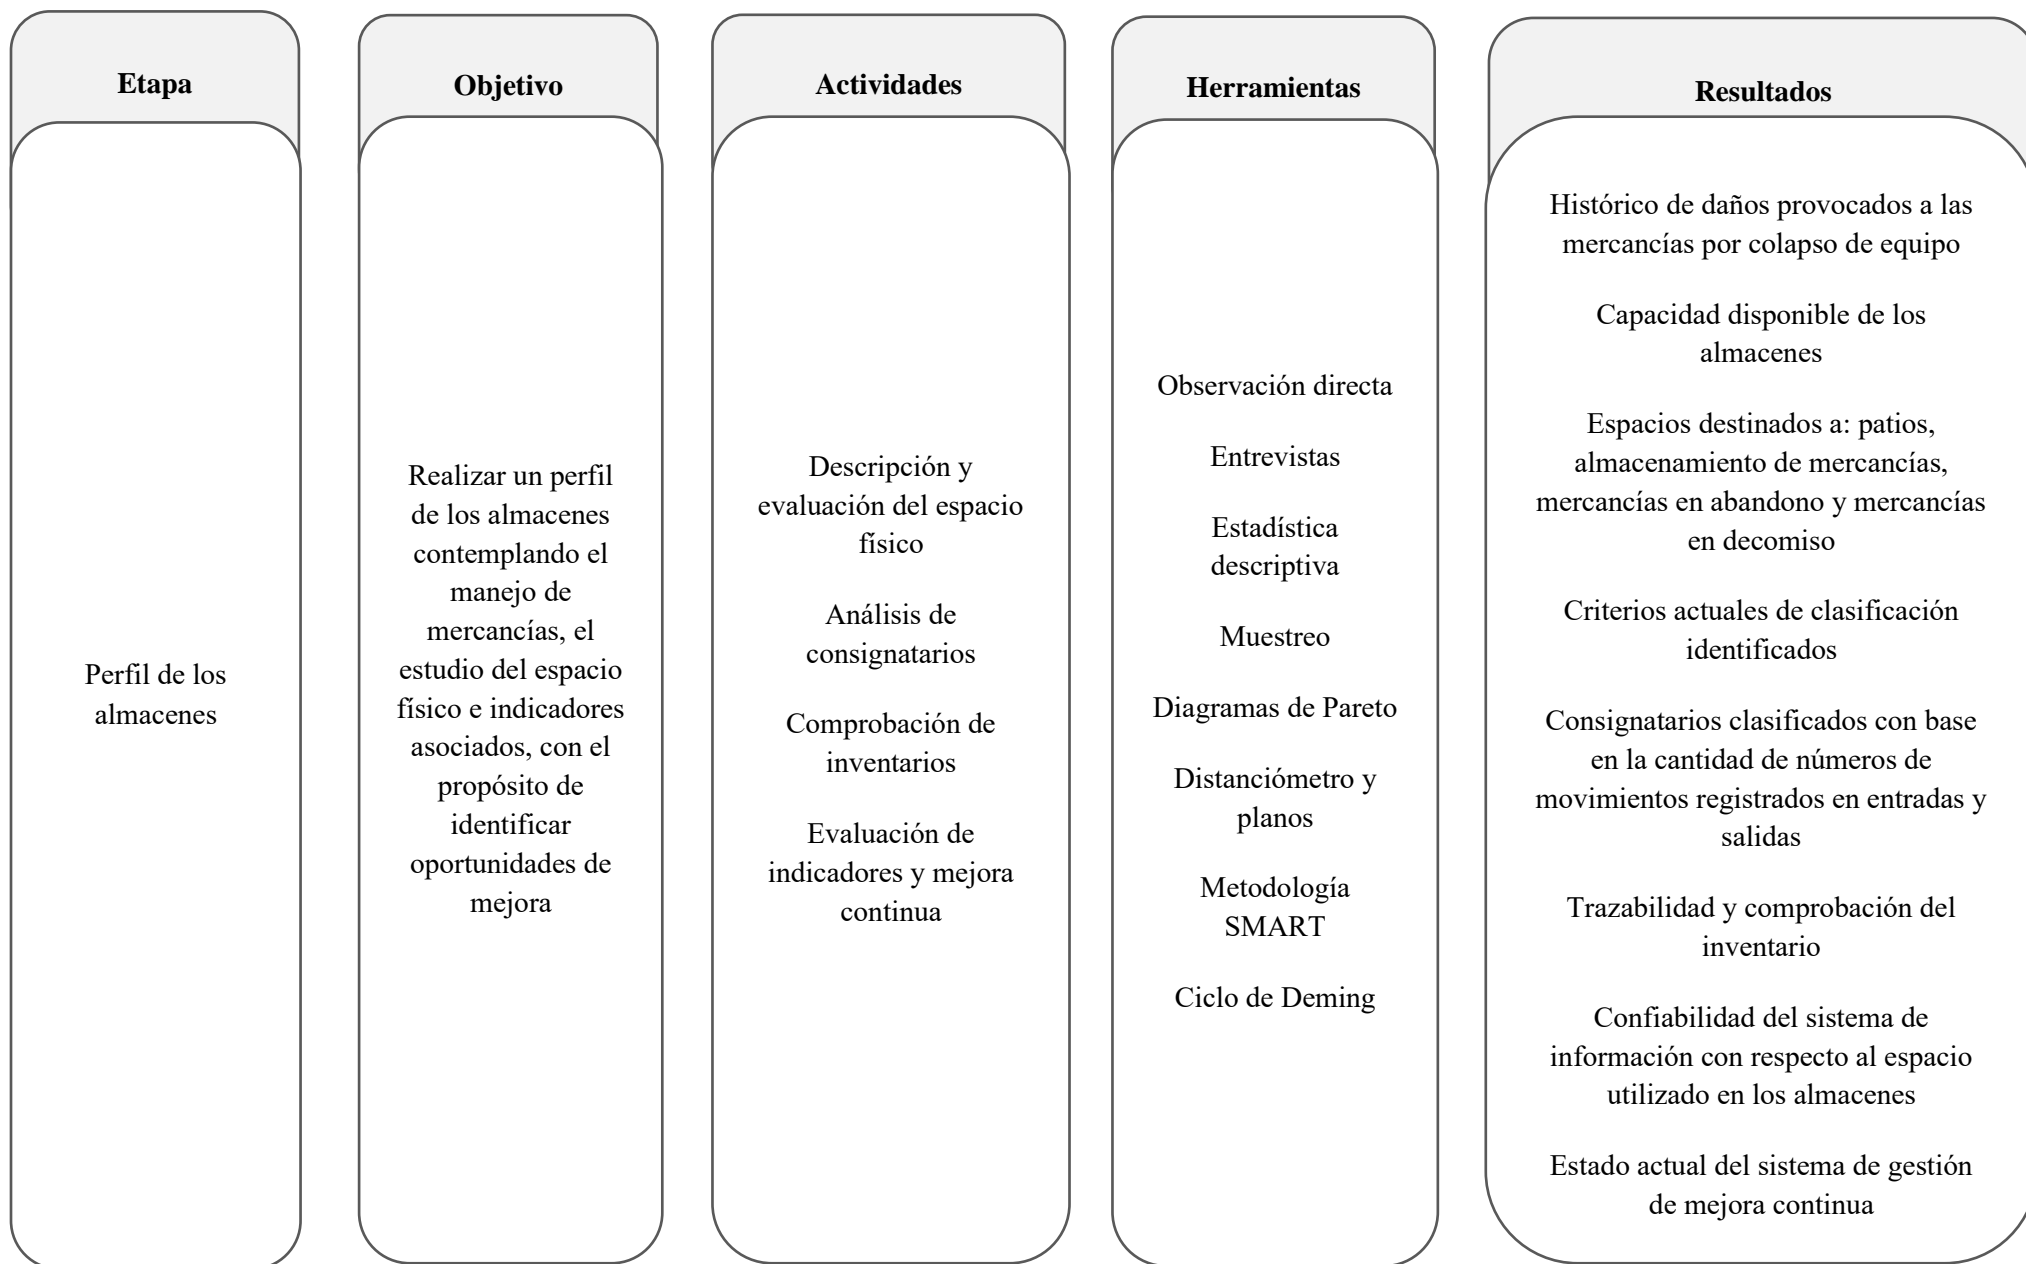 Etapa
Perfil de los
almacenes
Objetivo
Realizar un perfil
de los almacenes
contemplando el
manejo de
mercancías, el
estudio del espacio
físico e indicadores
asociados, con el
propósito de
identificar
oportunidades de
mejora
Actividades
Descripción y
evaluación del espacio
físico
Análisis de
consignatarios
Comprobación de
inventarios
Evaluación de
indicadores y mejora
continua
Herramientas
Observación directa
Entrevistas
Estadística
descriptiva
Muestreo
Diagramas de Pareto
Distanciómetro y
planos
Metodología
SMART
Ciclo de Deming
Resultados
Histórico de daños provocados a las
mercancías por colapso de equipo
Capacidad disponible de los
almacenes
Espacios destinados a: patios,
almacenamiento de mercancías,
mercancías en abandono y mercancías
en decomiso
Criterios actuales de clasificación
identificados
Consignatarios clasificados con base
en la cantidad de números de
movimientos registrados en entradas y
salidas
Trazabilidad y comprobación del
inventario
Confiabilidad del sistema de
información con respecto al espacio
utilizado en los almacenes
Estado actual del sistema de gestión
de mejora continua